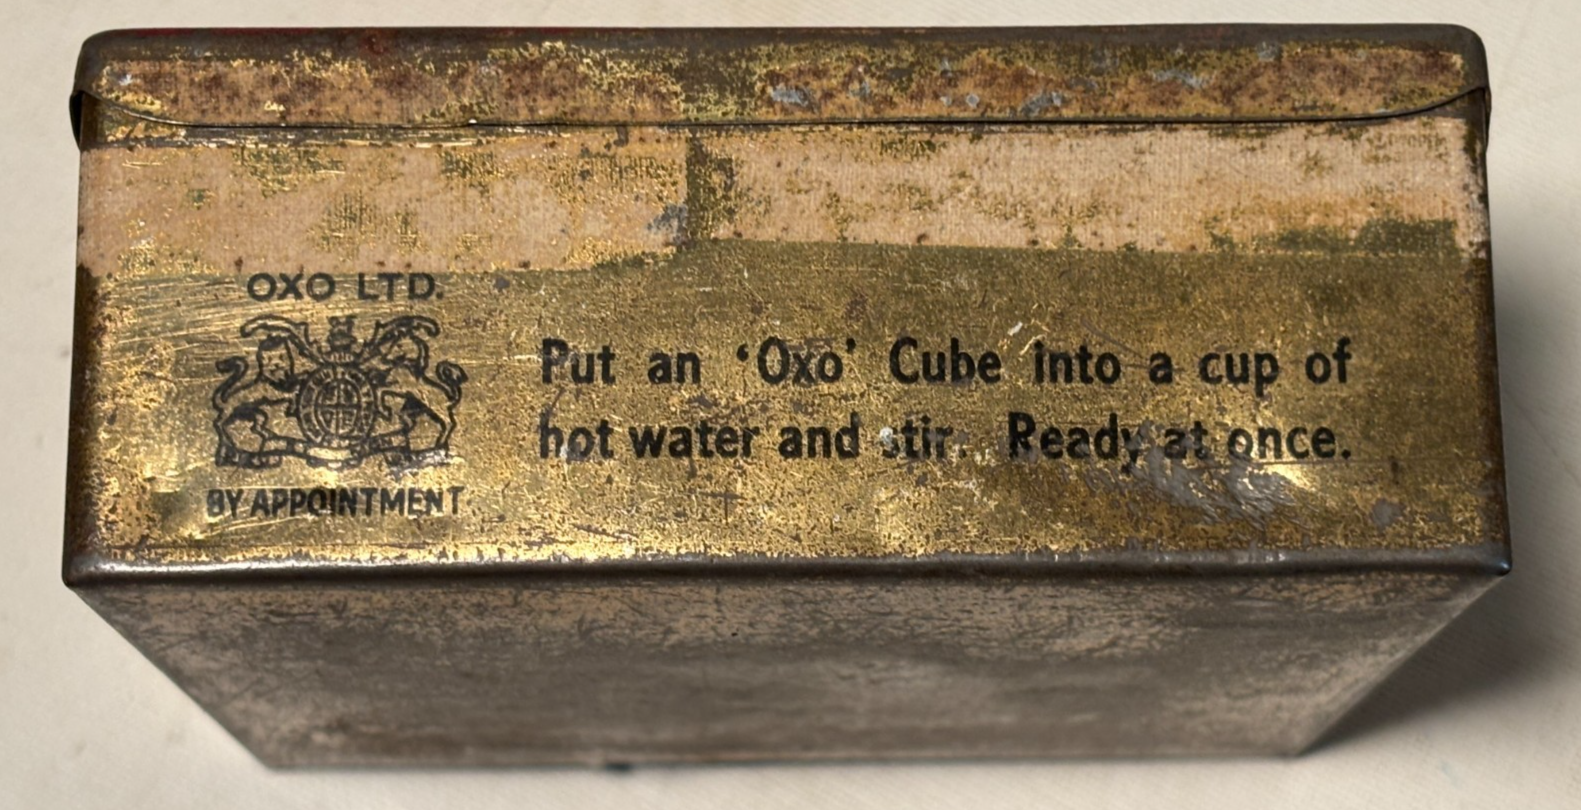 OXO LTD.
BY APPOINTMENT.
Put an ‘Oxo’ Cube into a cup of
hot water and stir. Ready at once.